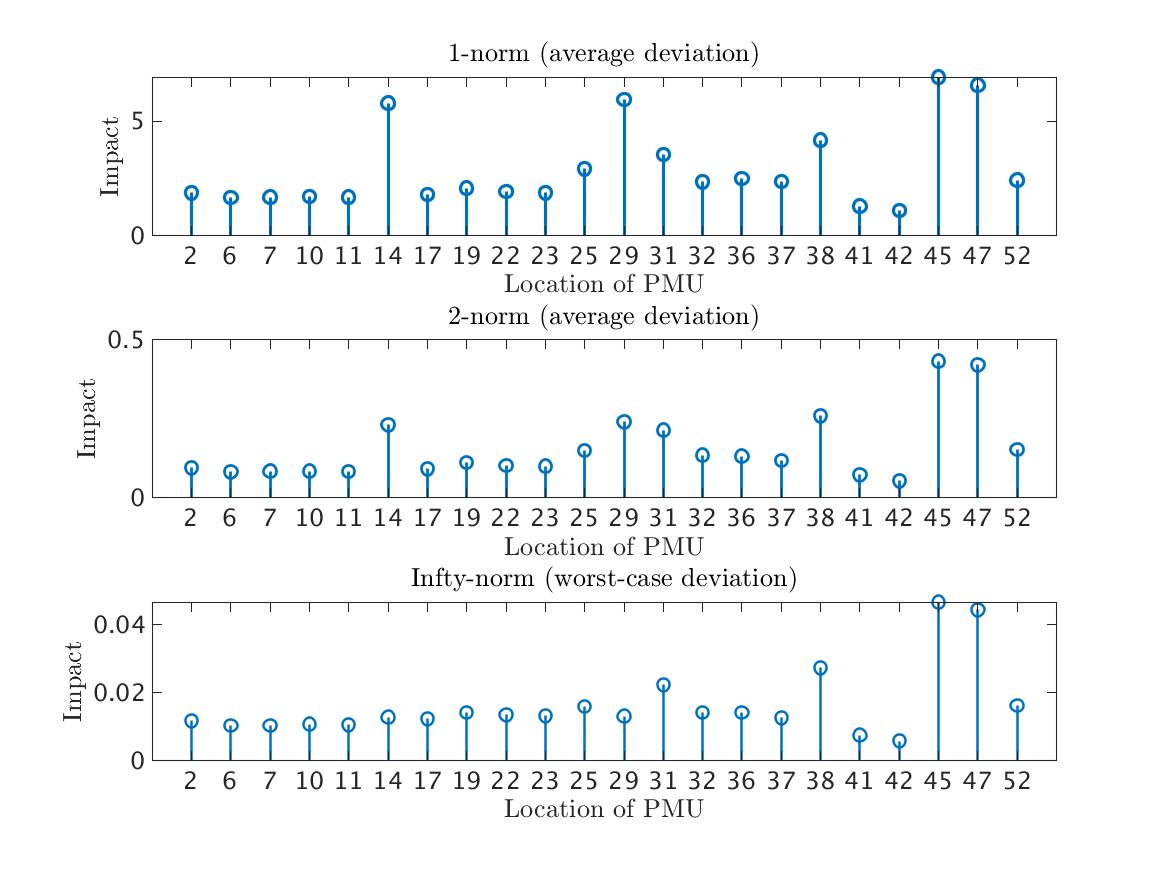 1-norm (average deviation)
Impact
5
0
2 6 7 10 11 14 17 19 22 23 25 29 31 32 36 37 38 41 42 45 47 52
Location of PMU
2-norm (average deviation)
Impact
0.5
0
2 6 7 10 11 14 17 19 22 23 25 29 31 32 36 37 38 41 42 45 47 52
Location of PMU
Infty-norm (worst-case deviation)
Impact
0.04
0.02
0
2 6 7 10 11 14 17 19 22 23 25 29 31 32 36 37 38 41 42 45 47 52
Location of PMU